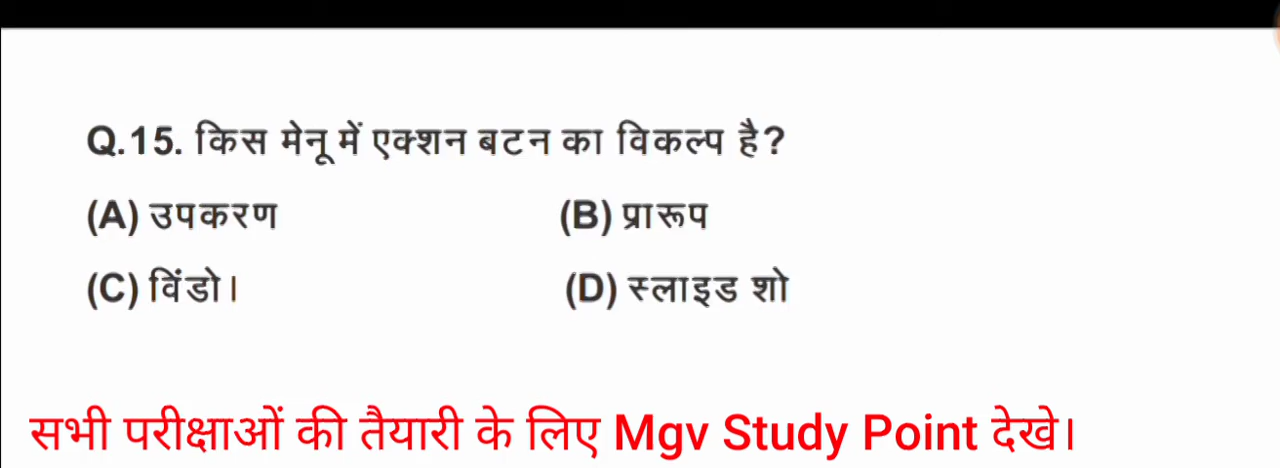 Q.15. किस मेनू में एक्शन बटन का विकल्प है?
(A) उपकरण (B) प्रारूप
(C) विंडो। (D) स्लाइड शो
सभी परीक्षाओं की तैयारी के लिए Mgv Study Point देखे।